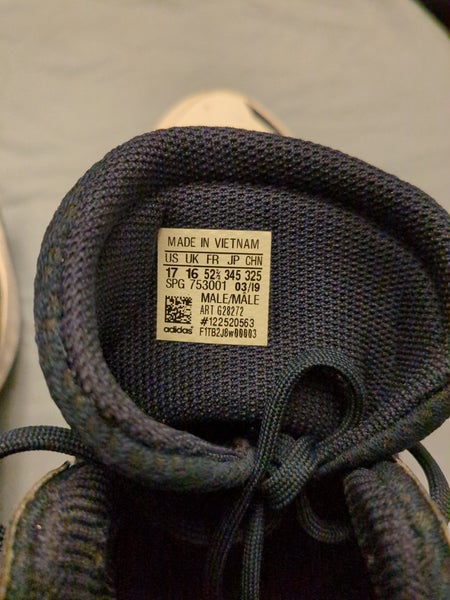 MADE IN VIETNAM
US UK FR JP CHN
17 16 52⅔ 345 325
SPG 753001 03/19
MALE/MÂLE
ART G28272
#122520563
adidas F1TB2J8w00003